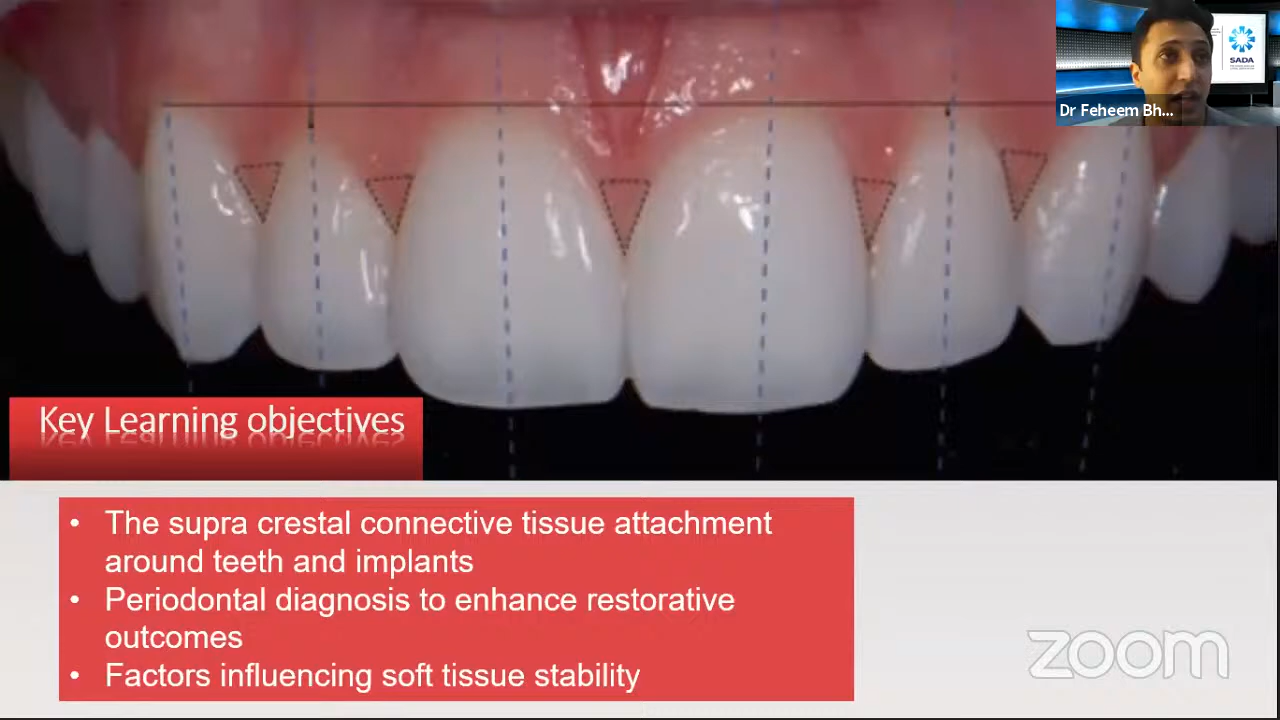 SADA
Dr Feheem Bh...
Key Learning objectives
• The supra crestal connective tissue attachment
around teeth and implants
• Periodontal diagnosis to enhance restorative
outcomes
• Factors influencing soft tissue stability
zoom